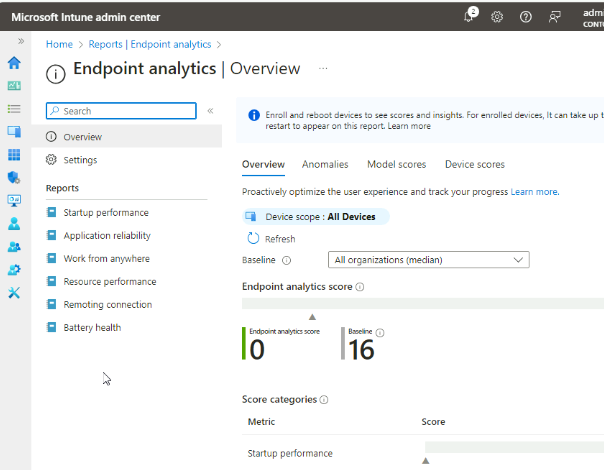 Microsoft Intune admin center
2
adm
CONTO
Home > Reports | Endpoint analytics >
Endpoint analytics | Overview ...
Search
Overview
Settings
Reports
Startup performance
Application reliability
Work from anywhere
Resource performance
Remoting connection
Battery health
Enroll and reboot devices to see scores and insights. For enrolled devices, It can take up t
restart to appear on this report. Learn more
Overview Anomalies Model scores Device scores
Proactively optimize the user experience and track your progress Learn more.
Device scope : All Devices
Refresh
Baseline All organizations (median)
Endpoint analytics score
Endpoint analytics score
0
Baseline
16
Score categories
Metric Score
Startup performance